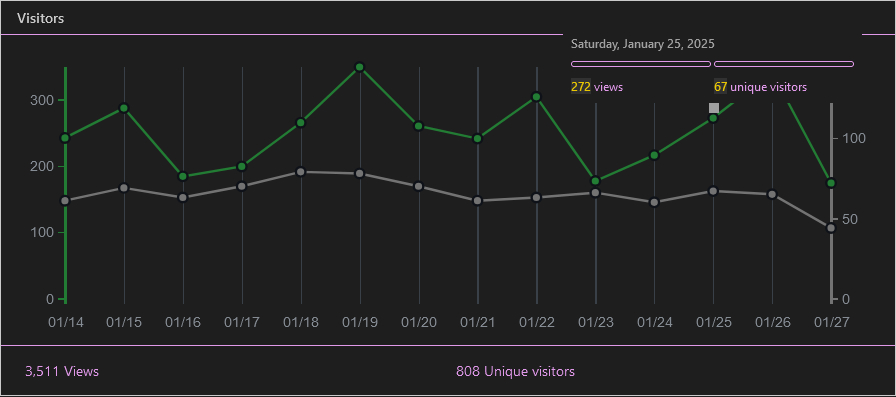 Visitors
Saturday, January 25, 2025
272 views 67 unique visitors
300
200
100
0
100
50
0
01/14 01/15 01/16 01/17 01/18 01/19 01/20 01/21 01/22 01/23 01/24 01/25 01/26 01/27
3,511 Views 808 Unique visitors